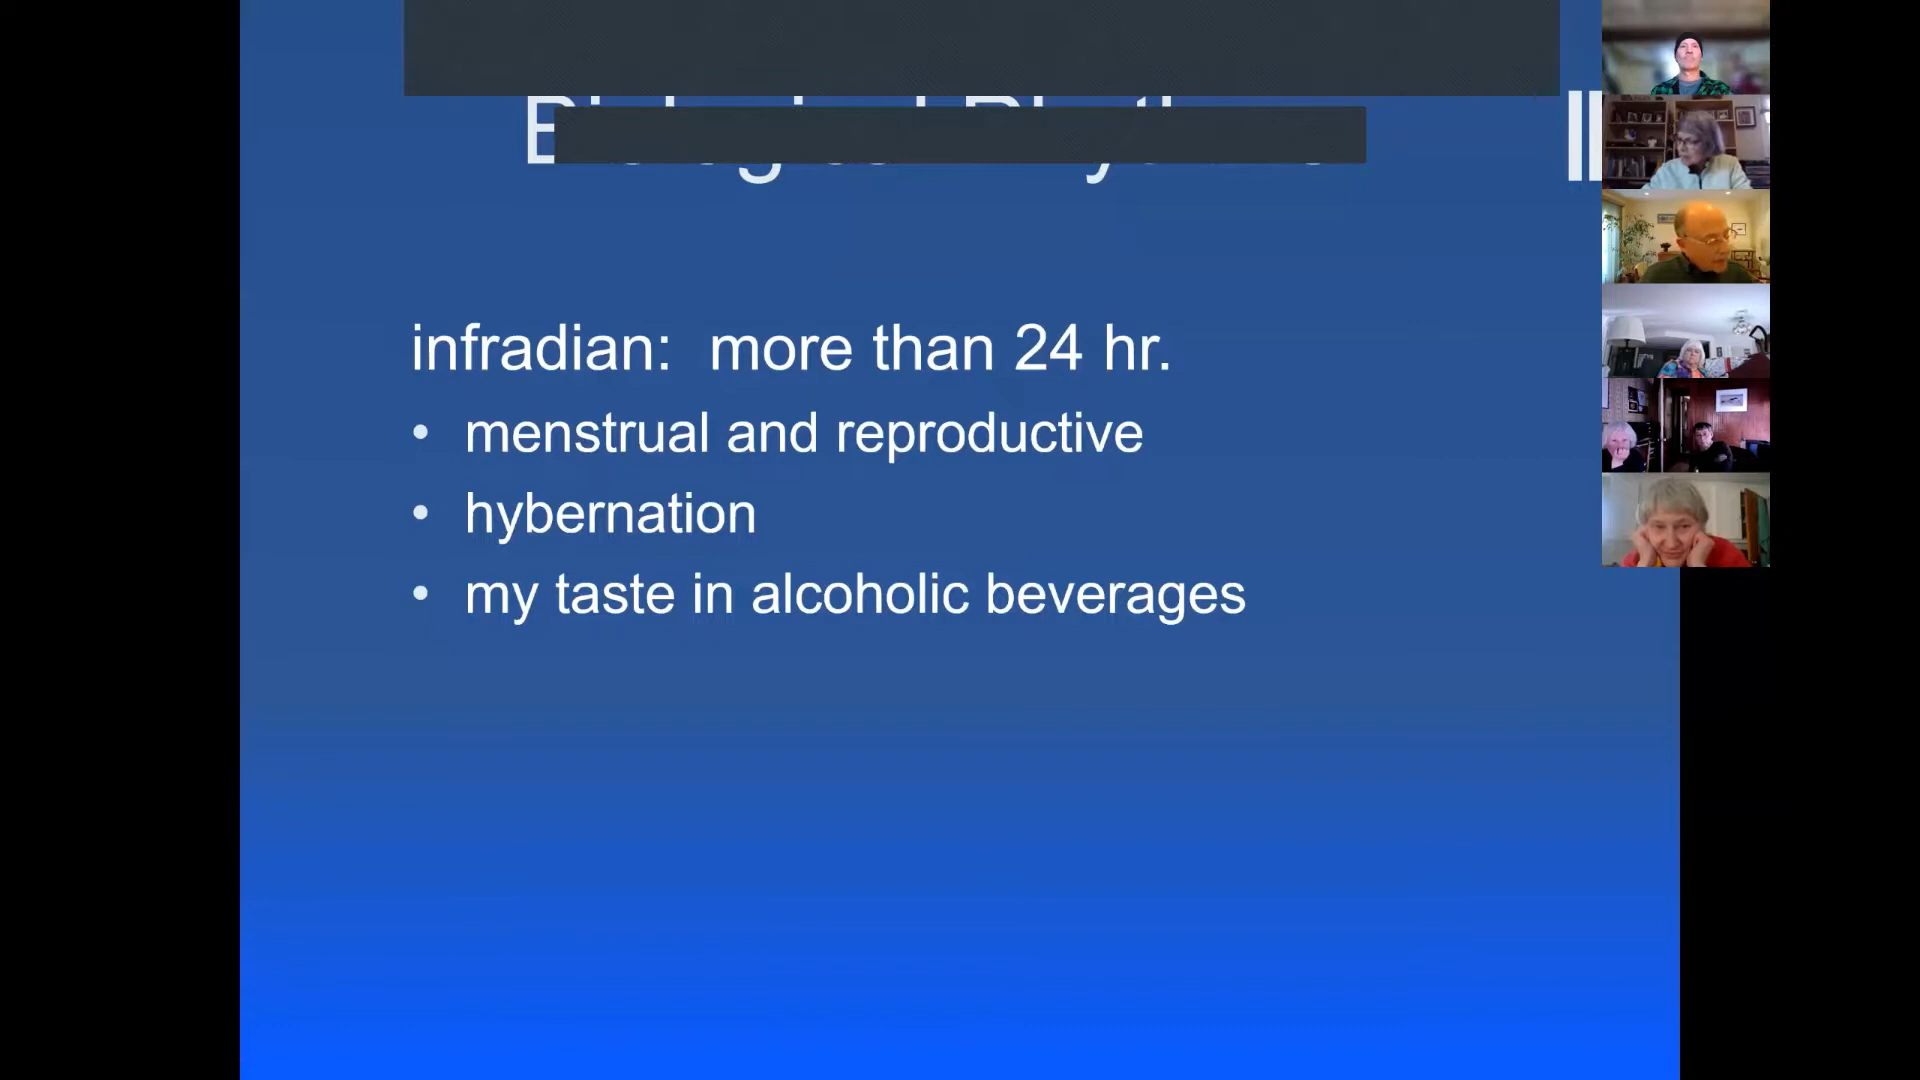 infradian: more than 24 hr.
• menstrual and reproductive
• hybernation
• my taste in alcoholic beverages